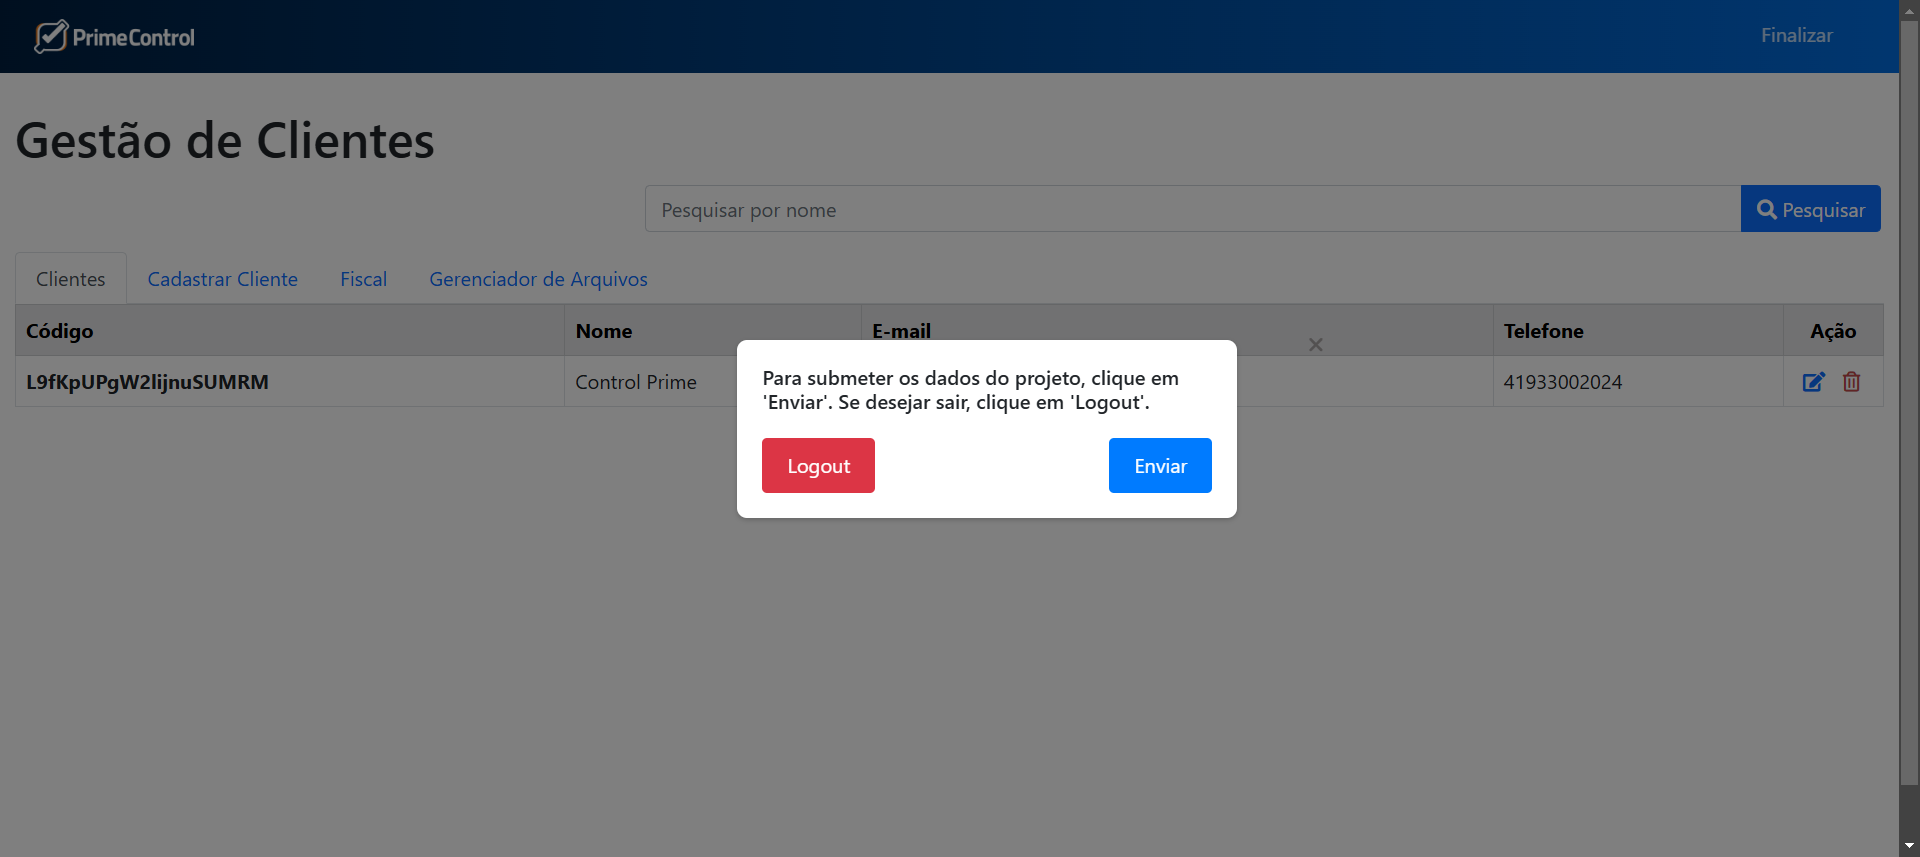 PrimeControl
Finalizar
Gestão de Clientes
Pesquisar por nome
Pesquisar
Clientes
Cadastrar Cliente
Fiscal
Gerenciador de Arquivos
Código
Nome
E-mail
Telefone
Ação
L9fKpUPgW2lijnuSUMRM
Control Prime
41933002024
Para submeter os dados do projeto, clique em
'Enviar'. Se desejar sair, clique em 'Logout'.
Logout
Enviar